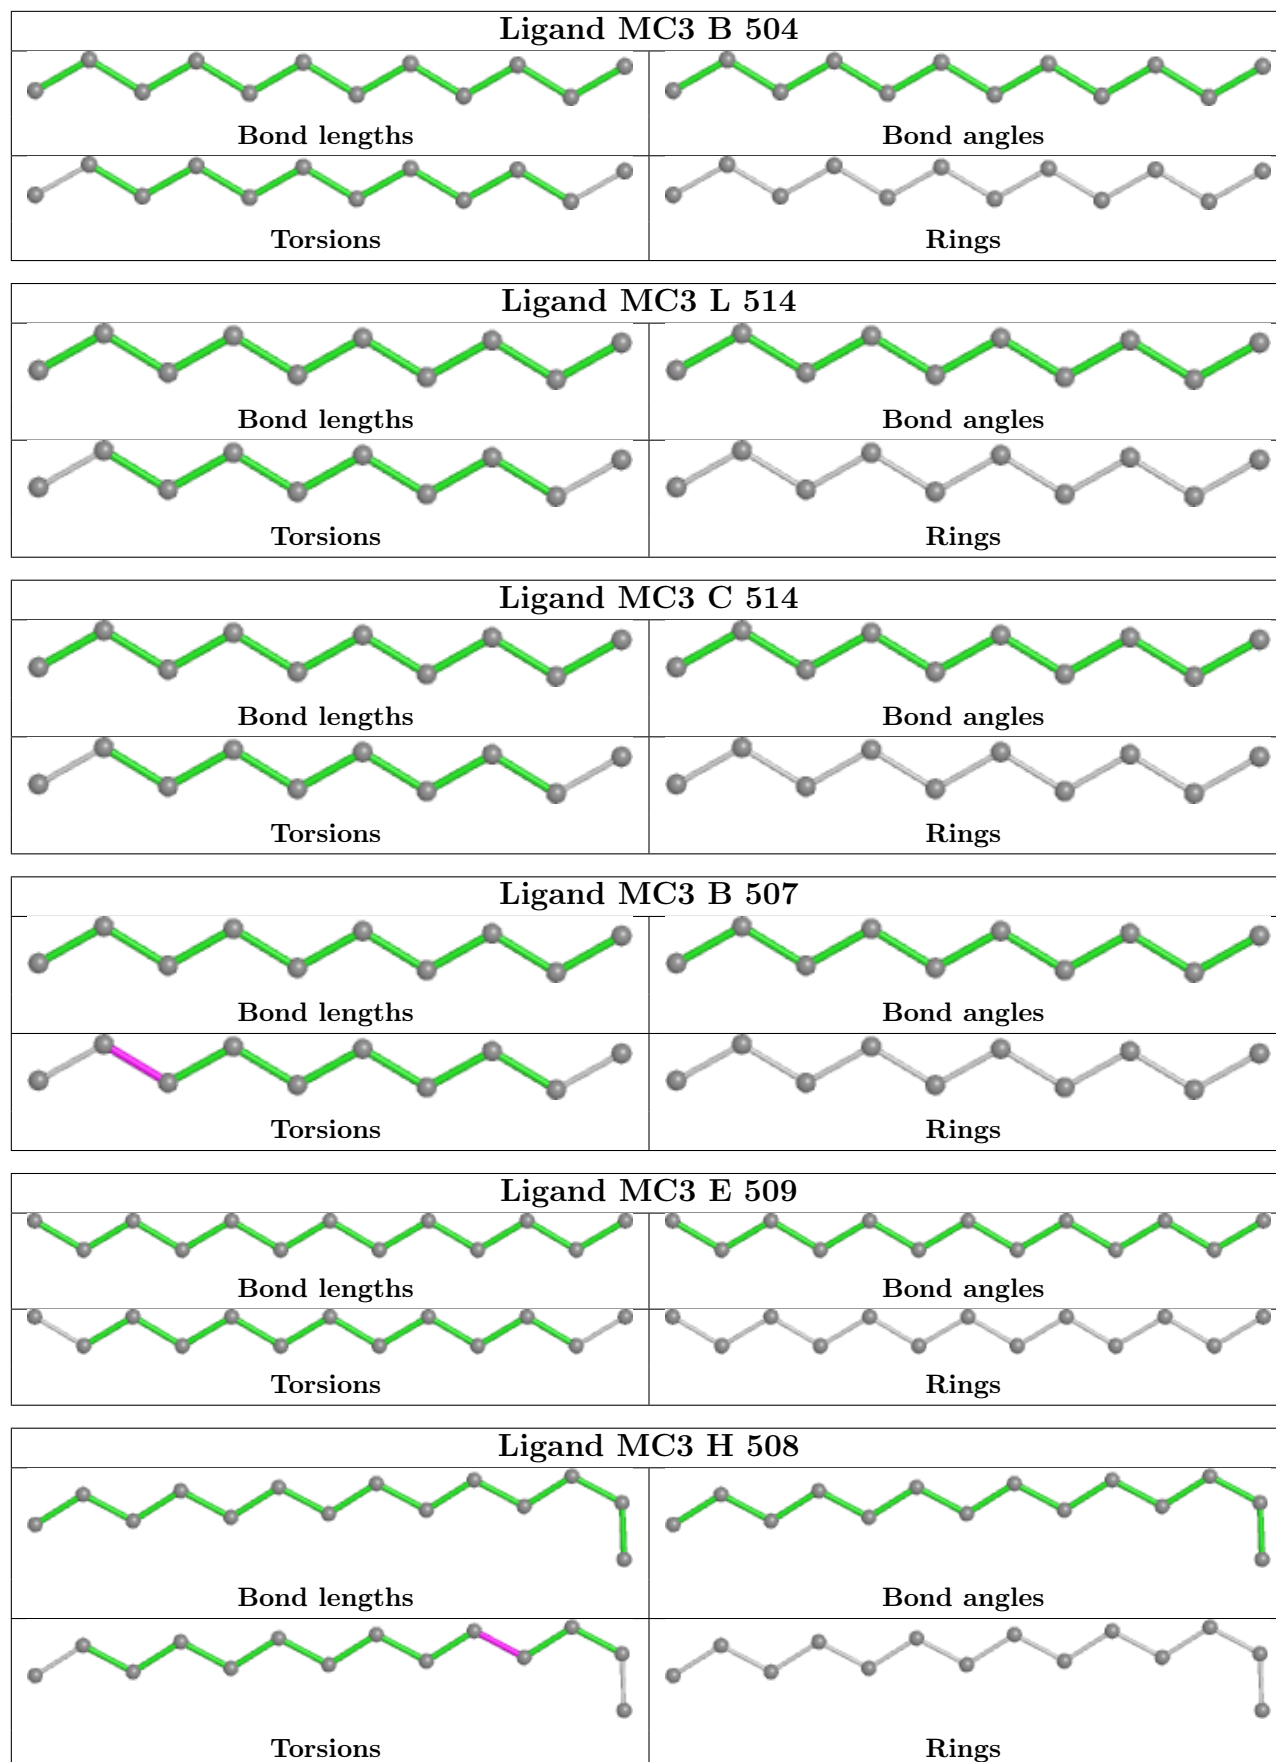 Ligand MC3 B 504
Bond lengths Bond angles
Torsions Rings
Ligand MC3 L 514
Bond lengths Bond angles
Torsions Rings
Ligand MC3 C 514
Bond lengths Bond angles
Torsions Rings
Ligand MC3 B 507
Bond lengths Bond angles
Torsions Rings
Ligand MC3 E 509
Bond lengths Bond angles
Torsions Rings
Ligand MC3 H 508
Bond lengths Bond angles
Torsions Rings